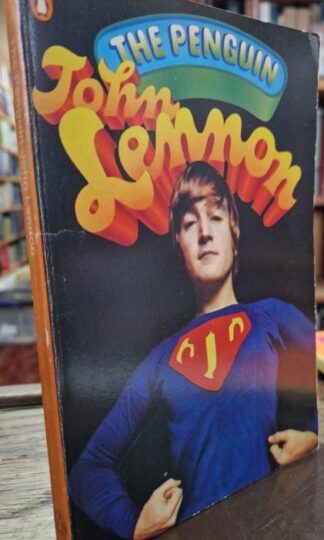 THE PENGUIN
John
Lennon
J